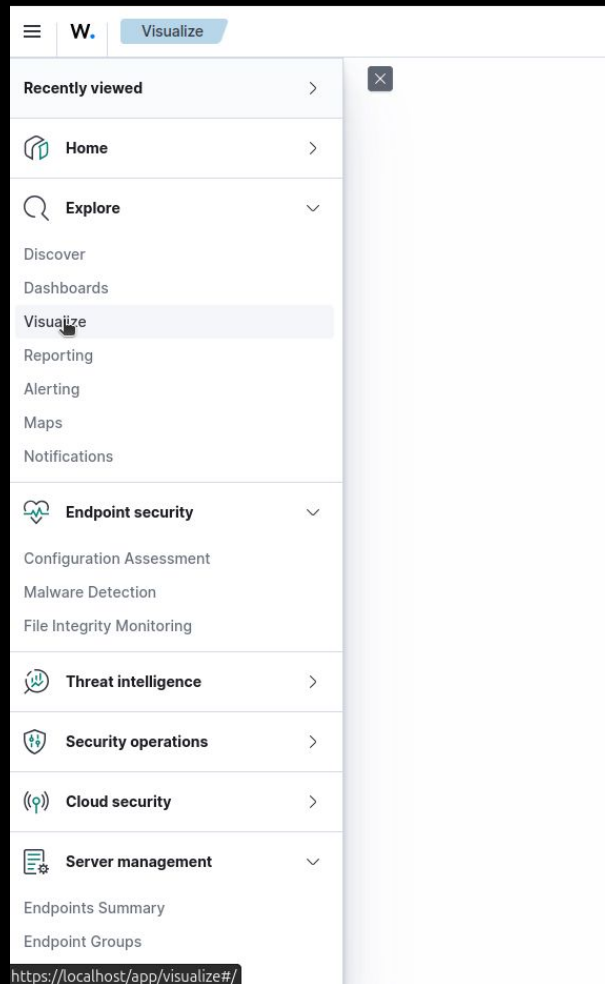 W.
Visualize
Recently viewed
Home
Explore
Discover
Dashboards
Visualize
Reporting
Alerting
Maps
Notifications
Endpoint security
Configuration Assessment
Malware Detection
File Integrity Monitoring
Threat intelligence
Security operations
Cloud security
Server management
Endpoints Summary
Endpoint Groups
https://localhost/app/visualize#/